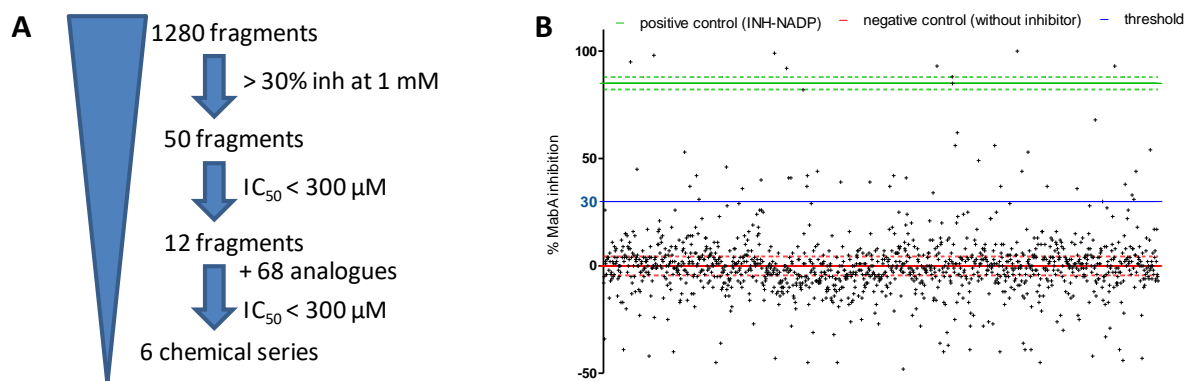 A
1280 fragments
> 30% inh at 1 mM
50 fragments
IC50 < 300 µM
12 fragments
+ 68 analogues
IC50 < 300 µM
6 chemical series
B
positive control (INH-NADP) negative control (without inhibitor) threshold
% MabA inhibition
100
50
30
0
-50